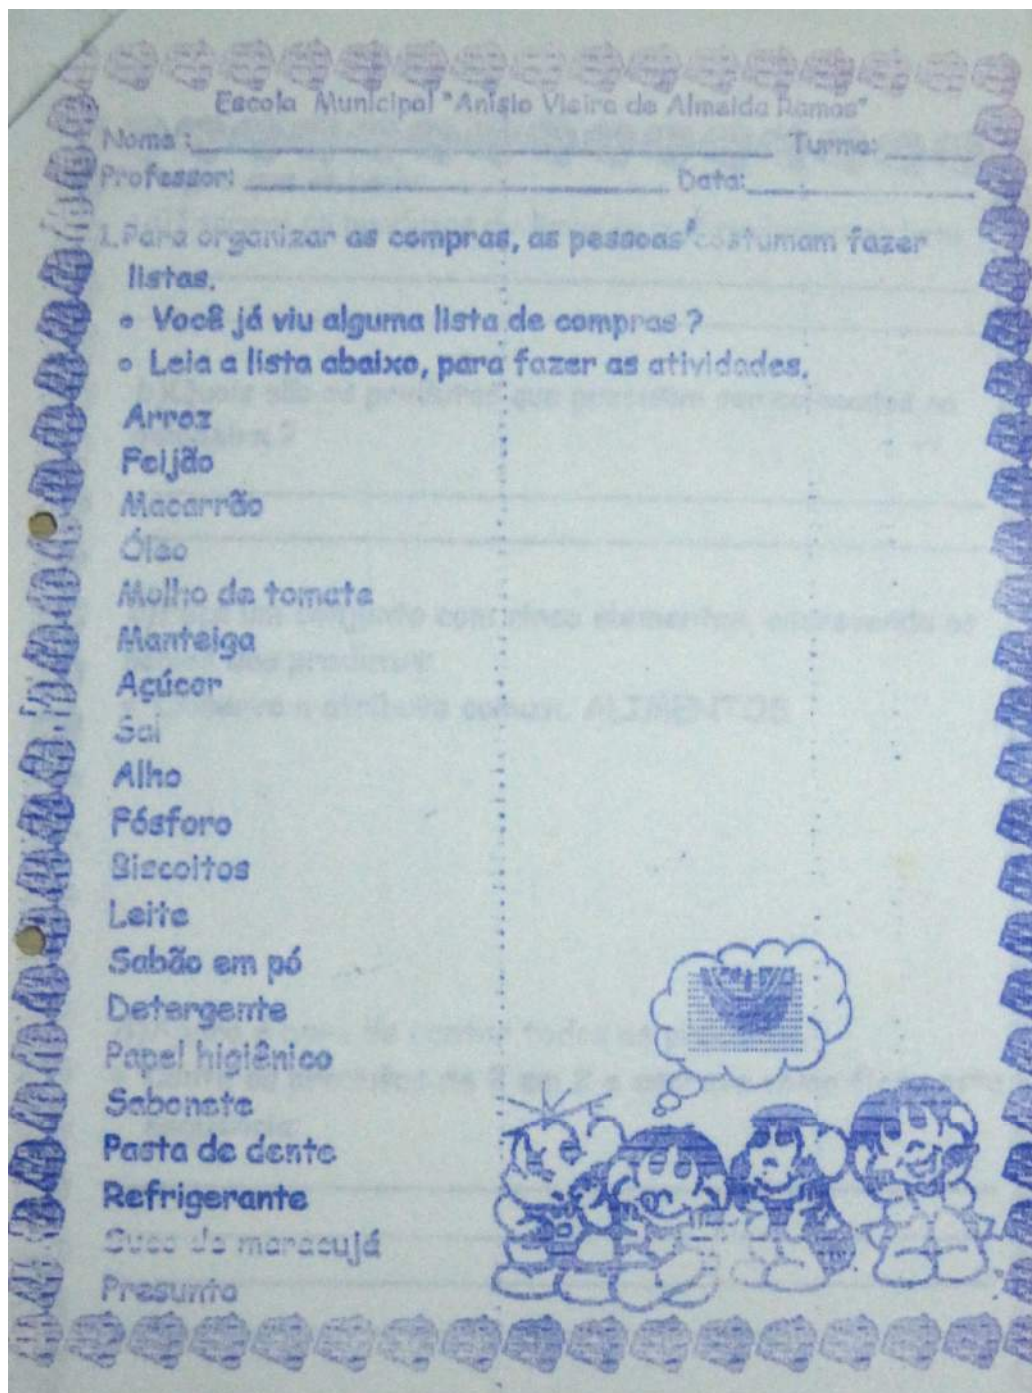 Escola Municipal "Anísio Vieira de Almeida Ramos"
Nome: Turma:
Professor: Data:
1. Para organizar as compras, as pessoas costumam fazer
listas.
• Você já viu alguma lista de compras ?
• Leia a lista abaixo, para fazer as atividades.
Arroz
Feijão
Macarrão
Óleo
Molho de tomate
Manteiga
Açúcar
Sal
Alho
Fósforo
Biscoitos
Leite
Sabão em pó
Detergente
Papel higiênico
Sabonete
Pasta de dente
Refrigerante
Suco de maracujá
Presunto